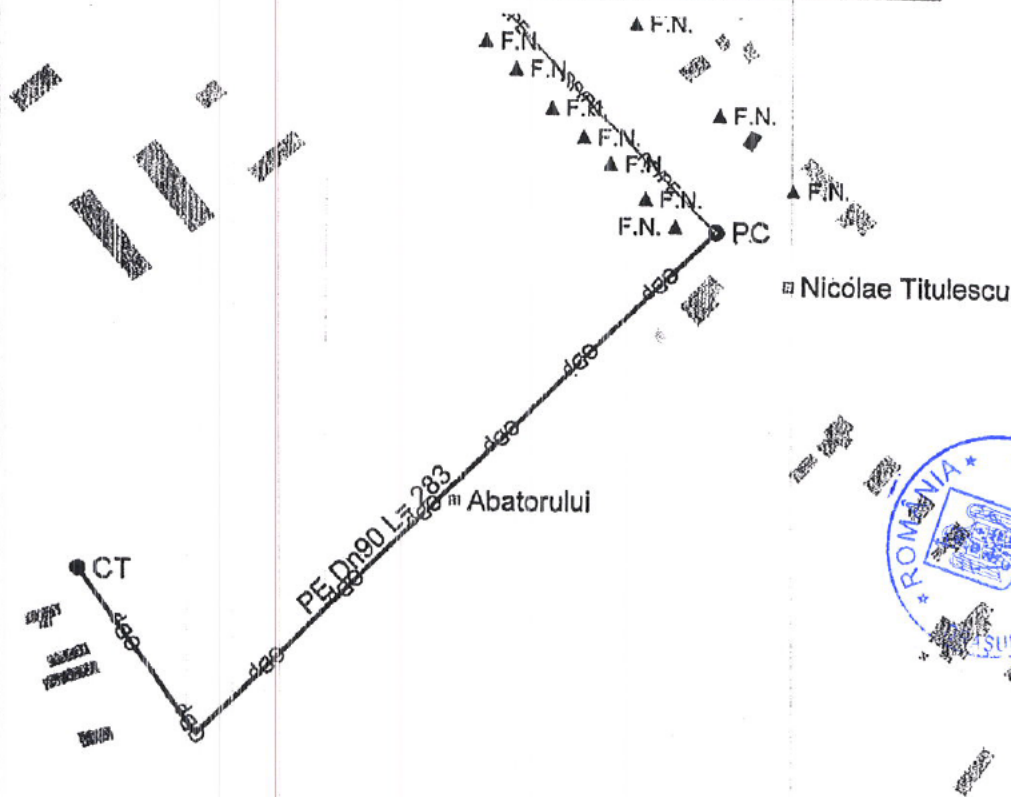 F.N.
F.N.
F.N.
F.N.
F.N.
F.N.
F.N.
F.N.
F.N.
F.N.
PC
Nicolae Titulescu
PE Dn90 L= 283
Abatorului
CT
ROMÂNIA